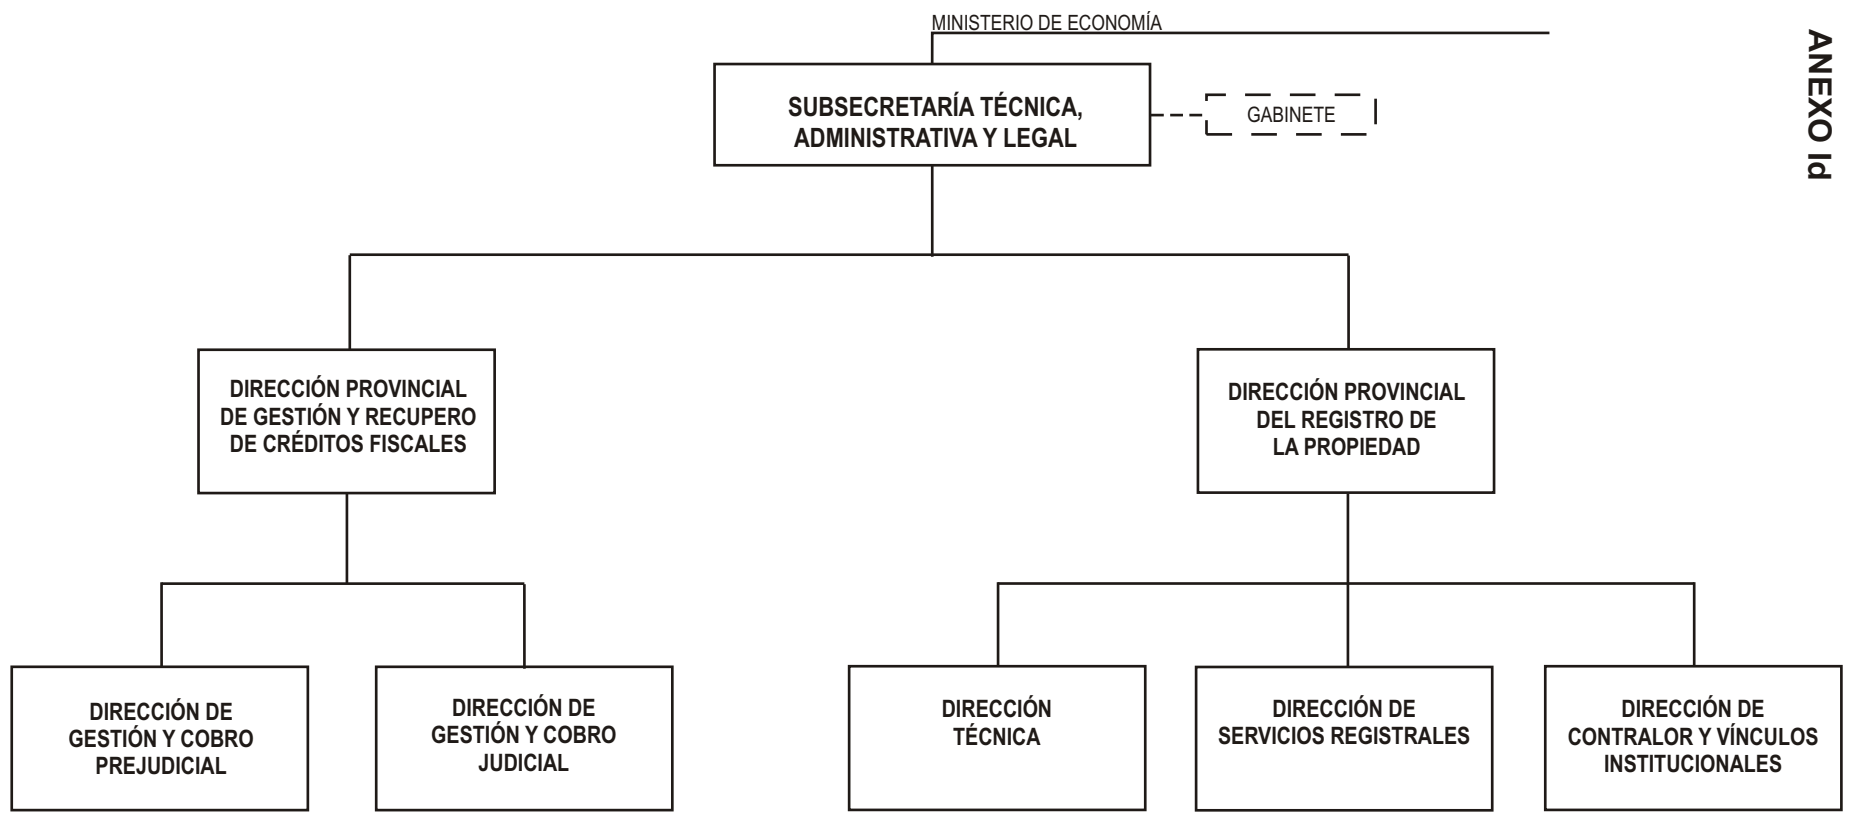 MINISTERIO DE ECONOMÍA
ANEXO Id
SUBSECRETARÍA TÉCNICA,
ADMINISTRATIVA Y LEGAL
GABINETE
DIRECCIÓN PROVINCIAL
DE GESTIÓN Y RECUPERO
DE CRÉDITOS FISCALES
DIRECCIÓN PROVINCIAL
DEL REGISTRO DE
LA PROPIEDAD
DIRECCIÓN DE
GESTIÓN Y COBRO
PREJUDICIAL
DIRECCIÓN DE
GESTIÓN Y COBRO
JUDICIAL
DIRECCIÓN
TÉCNICA
DIRECCIÓN DE
SERVICIOS REGISTRALES
DIRECCIÓN DE
CONTRALOR Y VÍNCULOS
INSTITUCIONALES